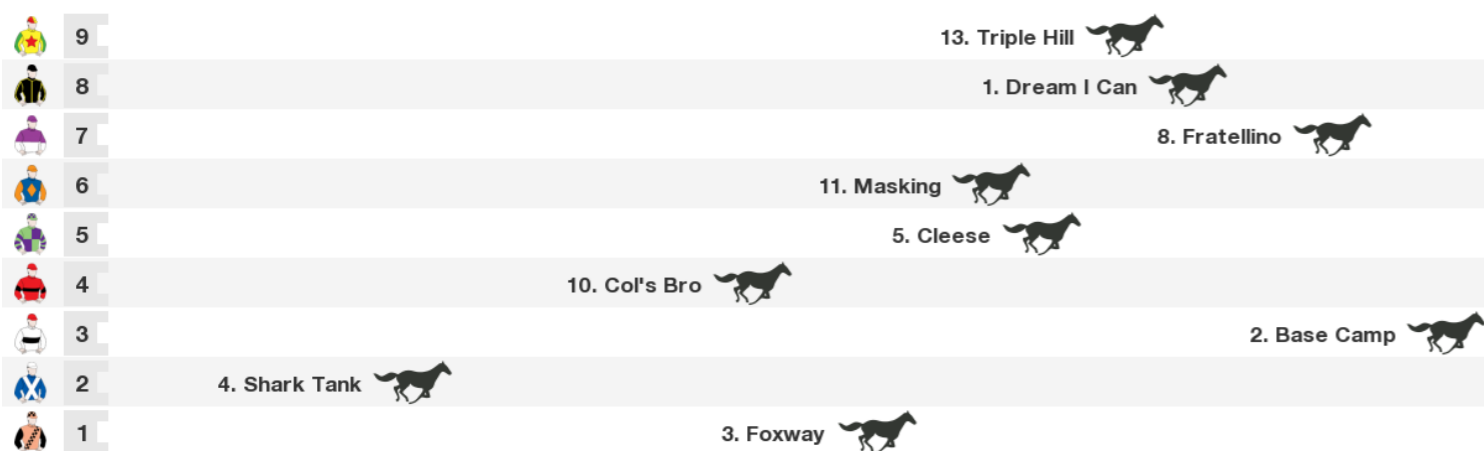 9 13. Triple Hill
8 1. Dream I Can
7 8. Fratellino
6 11. Masking
5 5. Cleese
4 10. Col's Bro
3 2. Base Camp
2 4. Shark Tank
1 3. Foxway